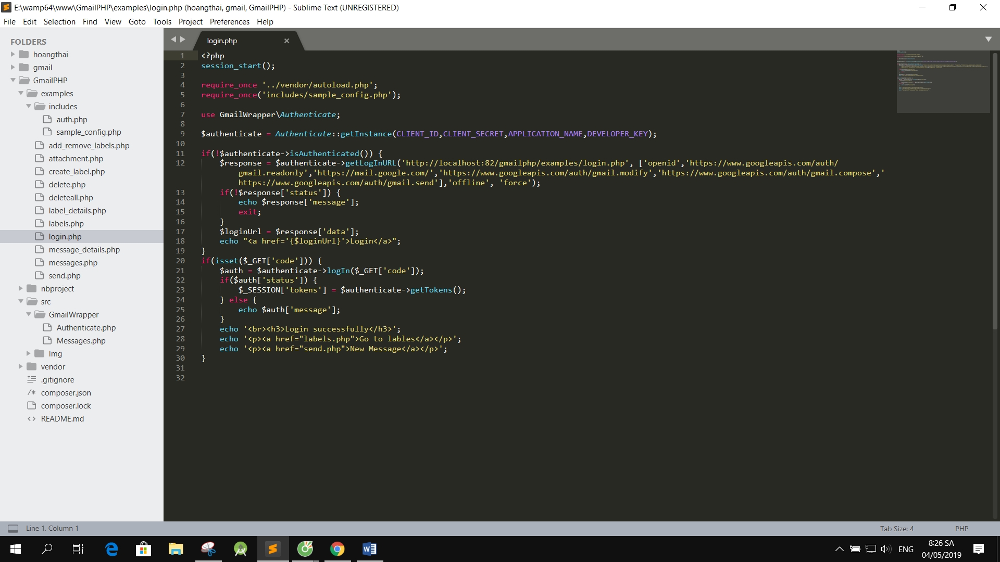 E:\wamp64\www\GmailPHP\examples\login.php (hoangthai, gmail, GmailPHP) - Sublime Text (UNREGISTERED)
File Edit Selection Find View Goto Tools Project Preferences Help
FOLDERS
hoangthai
gmail
GmailPHP
examples
includes
auth.php
sample_config.php
add_remove_labels.php
attachment.php
create_label.php
delete.php
deleteall.php
label_details.php
labels.php
login.php
message_details.php
messages.php
send.php
nbproject
src
GmailWrapper
Authenticate.php
Messages.php
Img
vendor
.gitignore
/* composer.json
composer.lock
<> README.md
login.php
1 <?php
2 session_start();
3
4 require_once '../vendor/autoload.php';
5 require_once('includes/sample_config.php');
6
7 use GmailWrapper\Authenticate;
8
9 $authenticate = Authenticate::getInstance(CLIENT_ID,CLIENT_SECRET,APPLICATION_NAME,DEVELOPER_KEY);
10
11 if(!$authenticate->isAuthenticated()) {
12 $response = $authenticate->getLogInURL('http://localhost:82/gmailphp/examples/login.php', ['openid','https://www.googleapis.com/auth/
gmail.readonly','https://mail.google.com/','https://www.googleapis.com/auth/gmail.modify','https://www.googleapis.com/auth/gmail.compose','
https://www.googleapis.com/auth/gmail.send'],'offline', 'force');
13 if(!$response['status']) {
14 echo $response['message'];
15 exit;
16 }
17 $loginUrl = $response['data'];
18 echo "<a href='{$loginUrl}'>Login</a>";
19 }
20 if(isset($_GET['code'])) {
21 $auth = $authenticate->logIn($_GET['code']);
22 if($auth['status']) {
23 $_SESSION['tokens'] = $authenticate->getTokens();
24 } else {
25 echo $auth['message'];
26 }
27 echo '<br><h3>Login successfully</h3>';
28 echo '<p><a href="labels.php">Go to lables</a></p>';
29 echo '<p><a href="send.php">New Message</a></p>';
30 }
31
32
Line 1, Column 1
Tab Size: 4
PHP
ENG
8:26 SA
04/05/2019